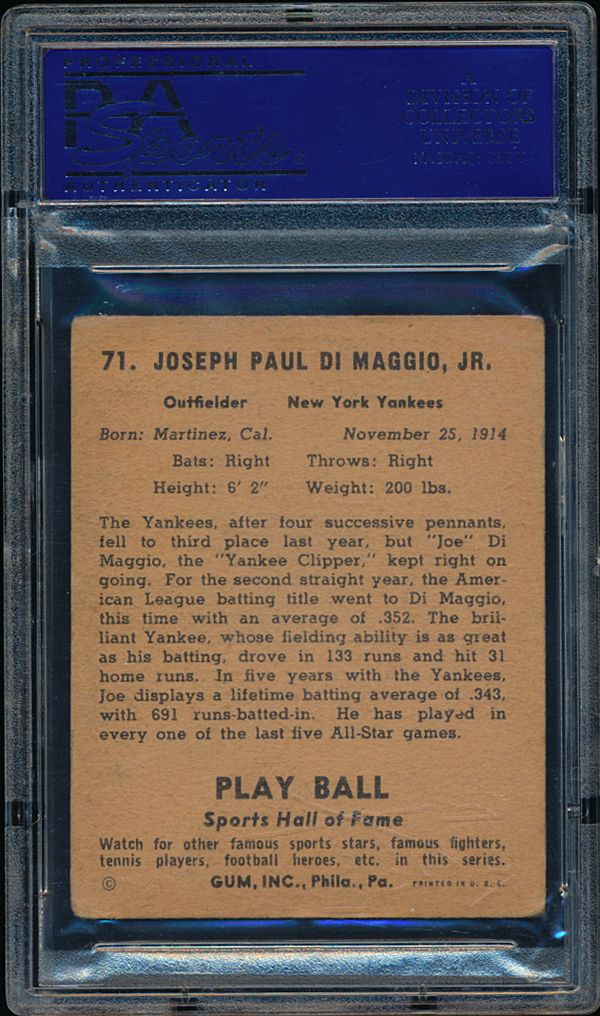 PROFESSIONAL
PSA
Sports
AUTHENTICATOR
A
DIVISION OF
COLLECTORS
UNIVERSE
NASDAQ: CLCT
71. JOSEPH PAUL DI MAGGIO, JR.
Outfielder New York Yankees
Born: Martinez, Cal. November 25, 1914
Bats: Right Throws: Right
Height: 6' 2" Weight: 200 lbs.
The Yankees, after four successive pennants,
fell to third place last year, but "Joe" Di
Maggio, the "Yankee Clipper," kept right on
going. For the second straight year, the Amer-
ican League batting title went to Di Maggio,
this time with an average of .352. The bril-
liant Yankee, whose fielding ability is as great
as his batting, drove in 133 runs and hit 31
home runs. In five years with the Yankees,
Joe displays a lifetime batting average of .343,
with 691 runs-batted-in. He has played in
every one of the last five All-Star games.
PLAY BALL
Sports Hall of Fame
Watch for other famous sports stars, famous fighters,
tennis players, football heroes, etc. in this series.
© GUM, INC., Phila., Pa. PRINTED IN U. S. A.